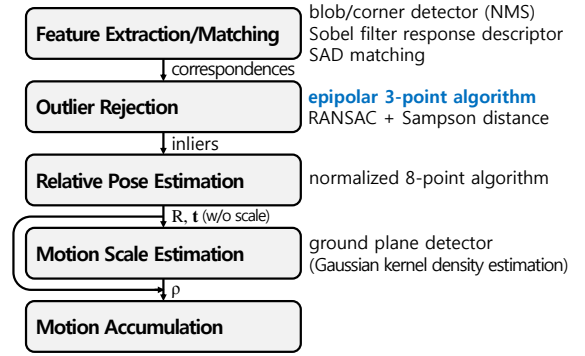 Feature Extraction/Matching
blob/corner detector (NMS)
Sobel filter response descriptor
SAD matching
correspondences
Outlier Rejection
epipolar 3-point algorithm
RANSAC + Sampson distance
inliers
Relative Pose Estimation
normalized 8-point algorithm
R, t (w/o scale)
Motion Scale Estimation
ground plane detector
(Gaussian kernel density estimation)
ρ
Motion Accumulation